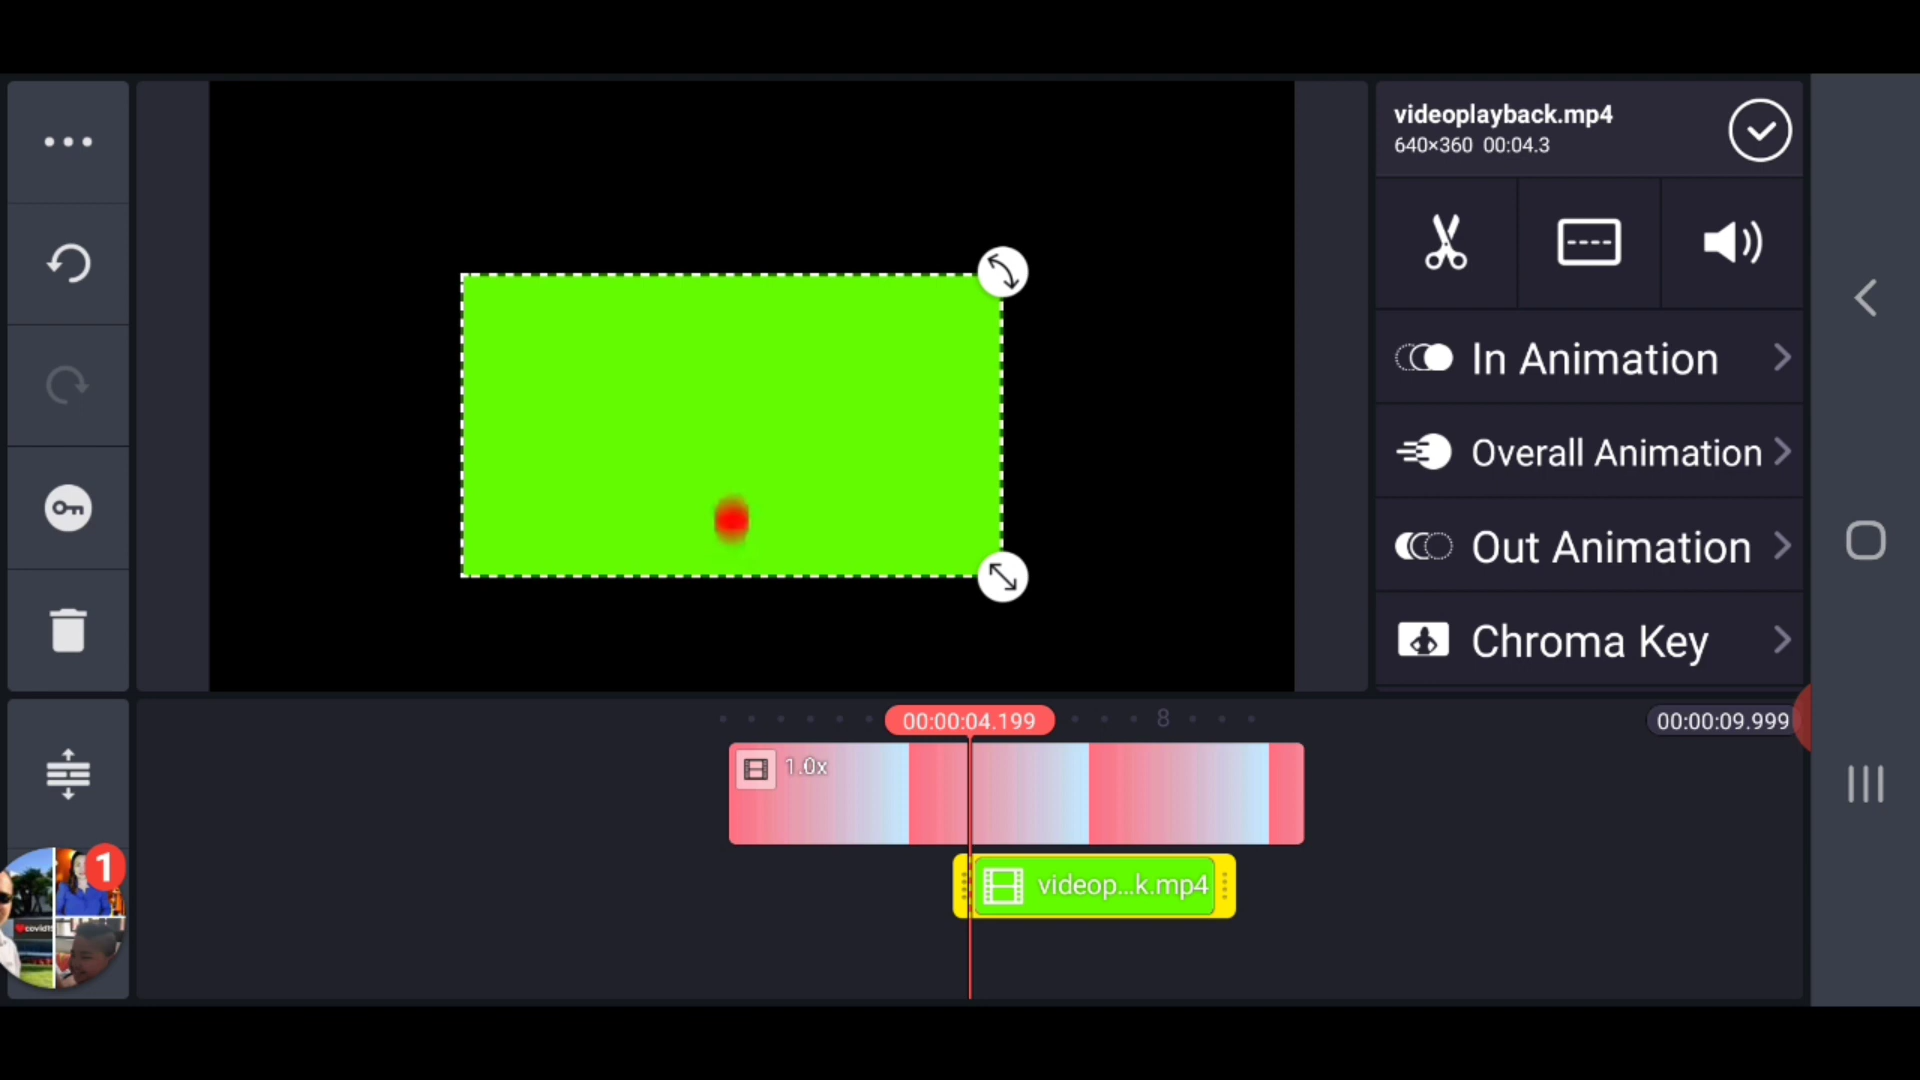 videoplayback.mp4
640×360 00:04.3
In Animation
Overall Animation
Out Animation
Chroma Key
00:00:04.199
8
00:00:09.999
1.0x
1
videop...k.mp4
covid19